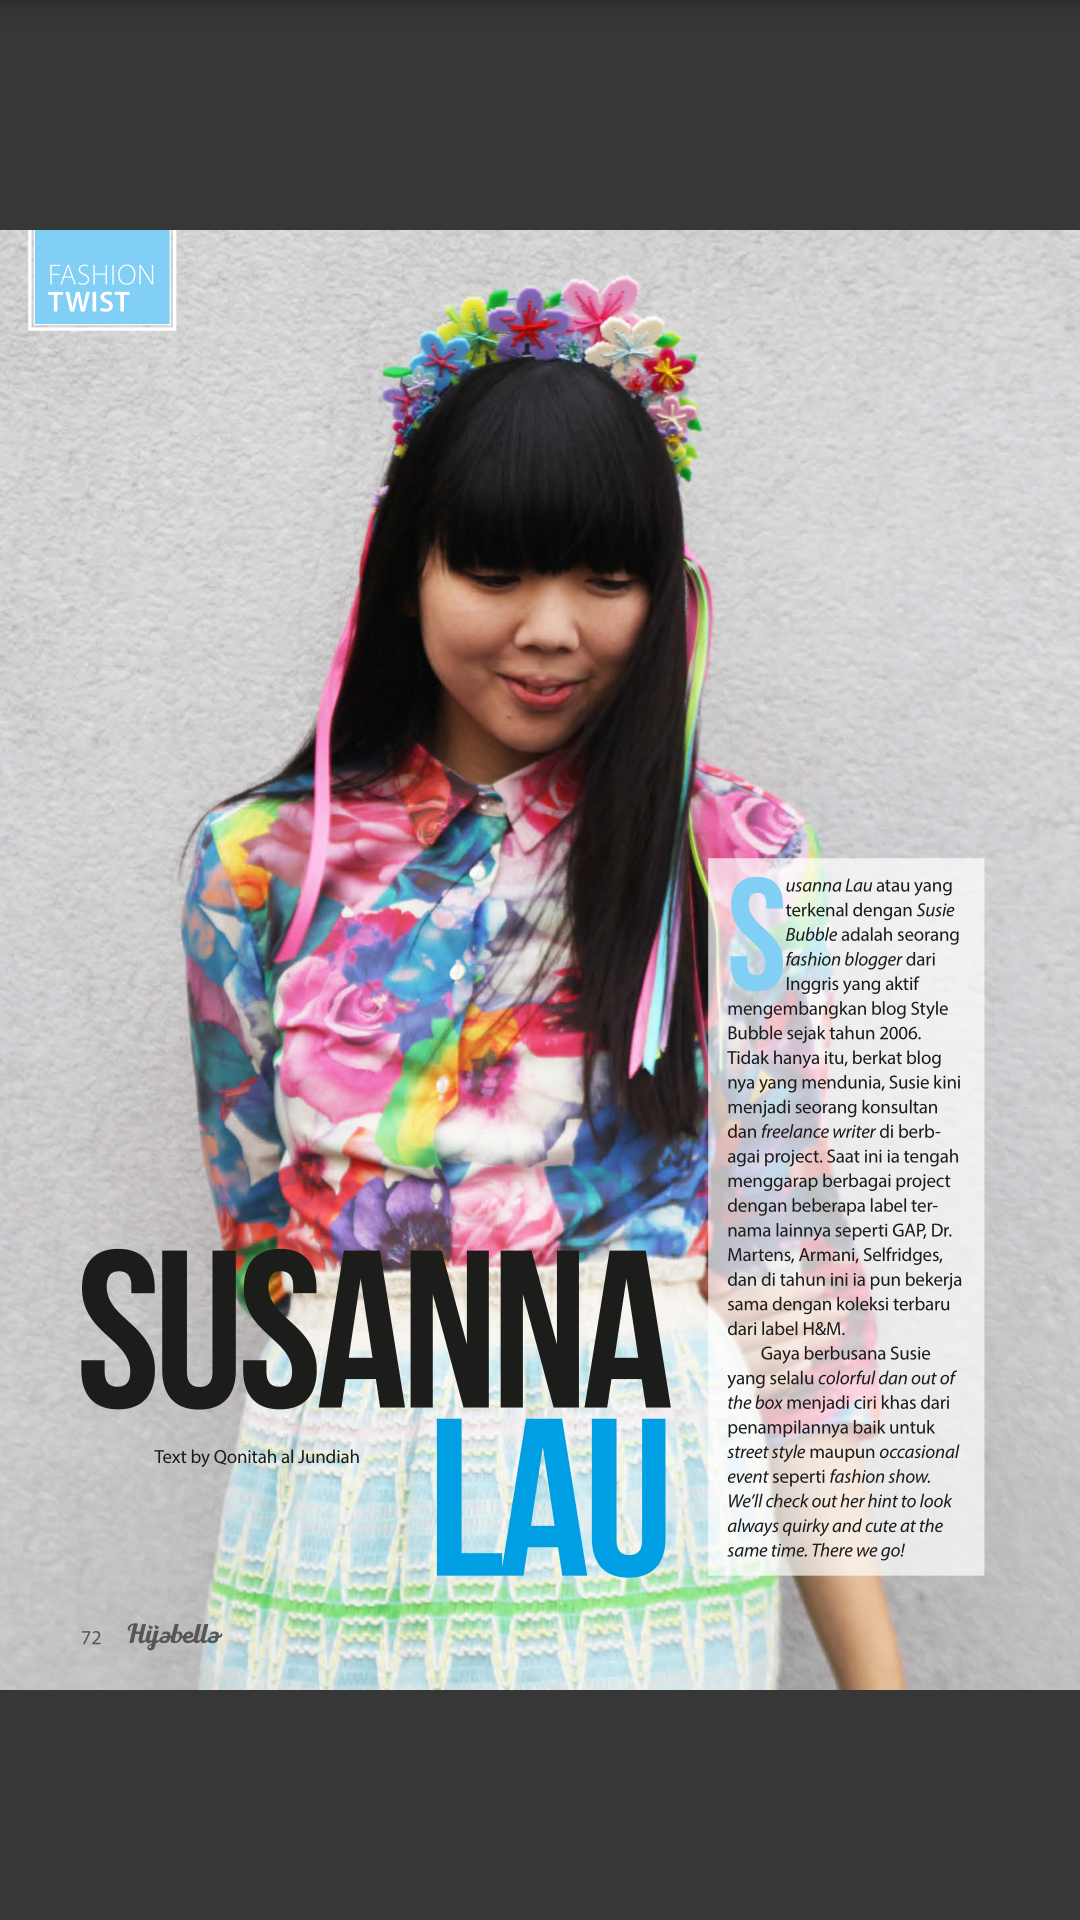 FASHION
TWIST
Susanna Lau atau yang
terkenal dengan Susie
Bubble adalah seorang
fashion blogger dari
Inggris yang aktif
mengembangkan blog Style
Bubble sejak tahun 2006.
Tidak hanya itu, berkat blog
nya yang mendunia, Susie kini
menjadi seorang konsultan
dan freelance writer di berb-
agai project. Saat ini ia tengah
menggarap berbagai project
dengan beberapa label ter-
nama lainnya seperti GAP, Dr.
Martens, Armani, Selfridges,
dan di tahun ini ia pun bekerja
sama dengan koleksi terbaru
dari label H&M.
Gaya berbusana Susie
yang selalu colorful dan out of
the box menjadi ciri khas dari
penampilannya baik untuk
street style maupun occasional
event seperti fashion show.
We'll check out her hint to look
always quirky and cute at the
same time. There we go!
SUSANNA
LAU
Text by Qonitah al Jundiah
72 Hijabella